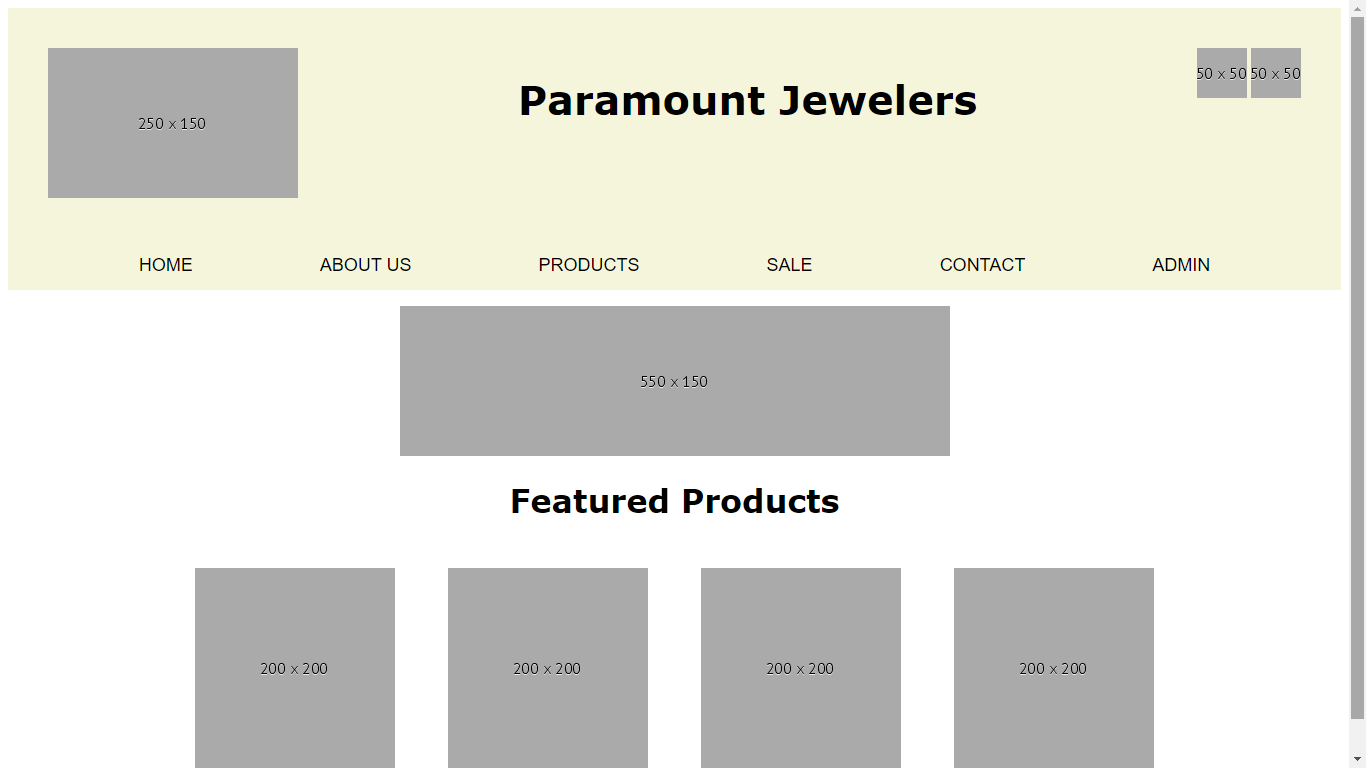 250 x 150
Paramount Jewelers
50 x 50 50 x 50
HOME ABOUT US PRODUCTS SALE CONTACT ADMIN
550 x 150
Featured Products
200 x 200 200 x 200 200 x 200 200 x 200